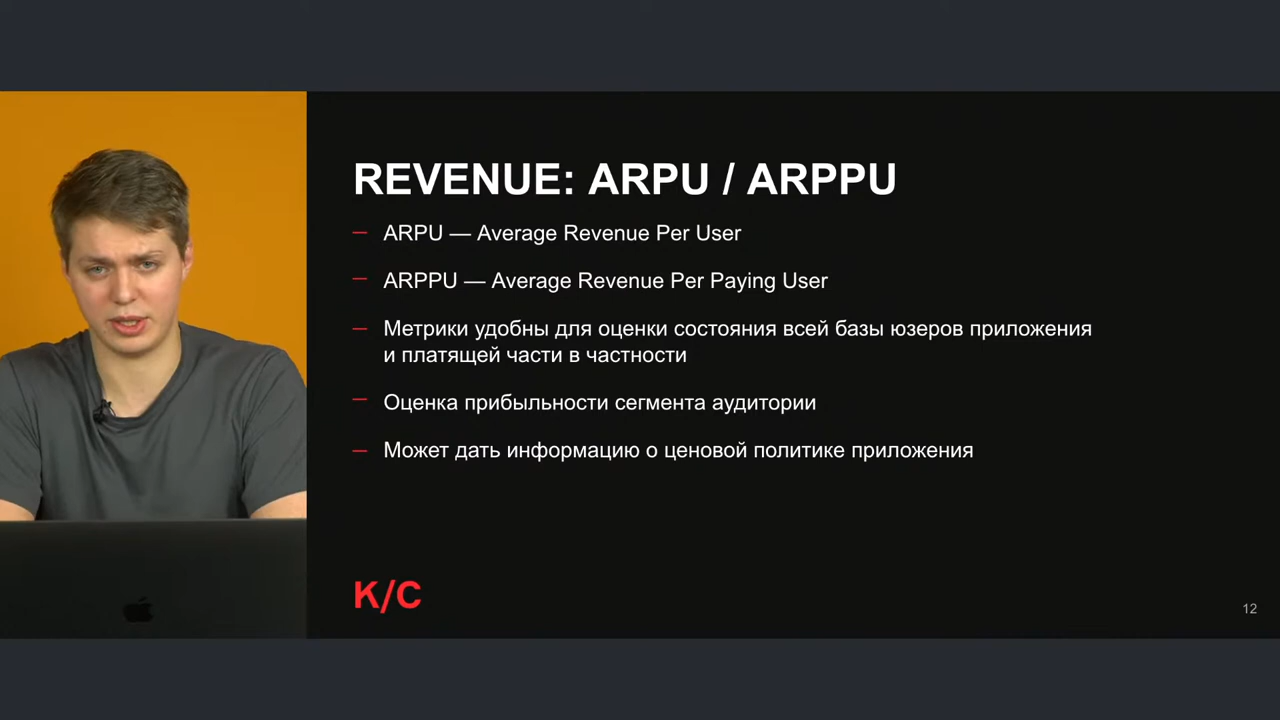 REVENUE: ARPU / ARPPU
— ARPU — Average Revenue Per User
— ARPPU — Average Revenue Per Paying User
— Метрики удобны для оценки состояния всей базы юзеров приложения
и платящей части в частности
— Оценка прибыльности сегмента аудитории
— Может дать информацию о ценовой политике приложения
K/C
12